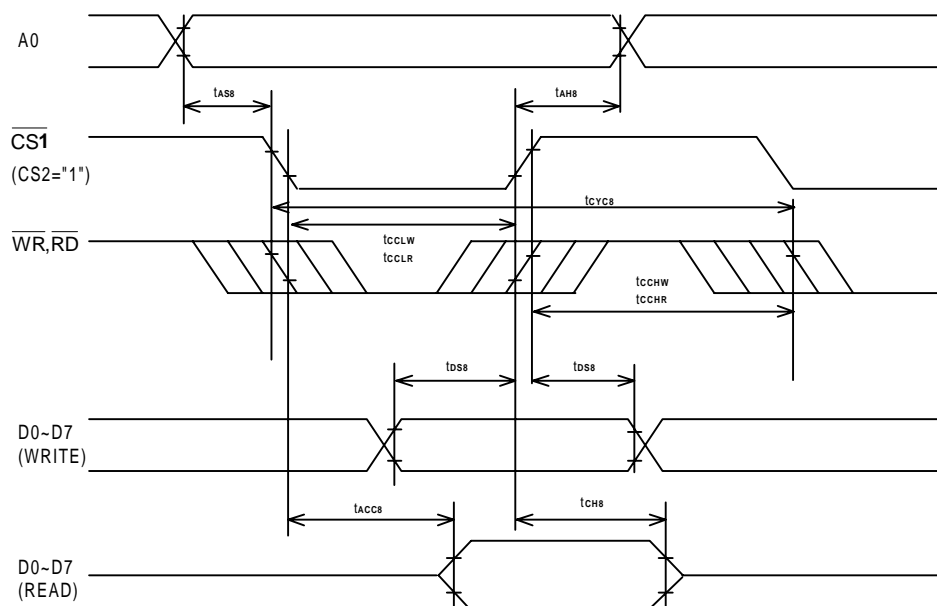 A0
tAS8
tAH8
CS1
(CS2="1")
tCYC8
WR,RD
tCCLW
tCCLR
tCCHW
tCCHR
tDS8
tDS8
D0~D7
(WRITE)
tACC8
tCH8
D0~D7
(READ)